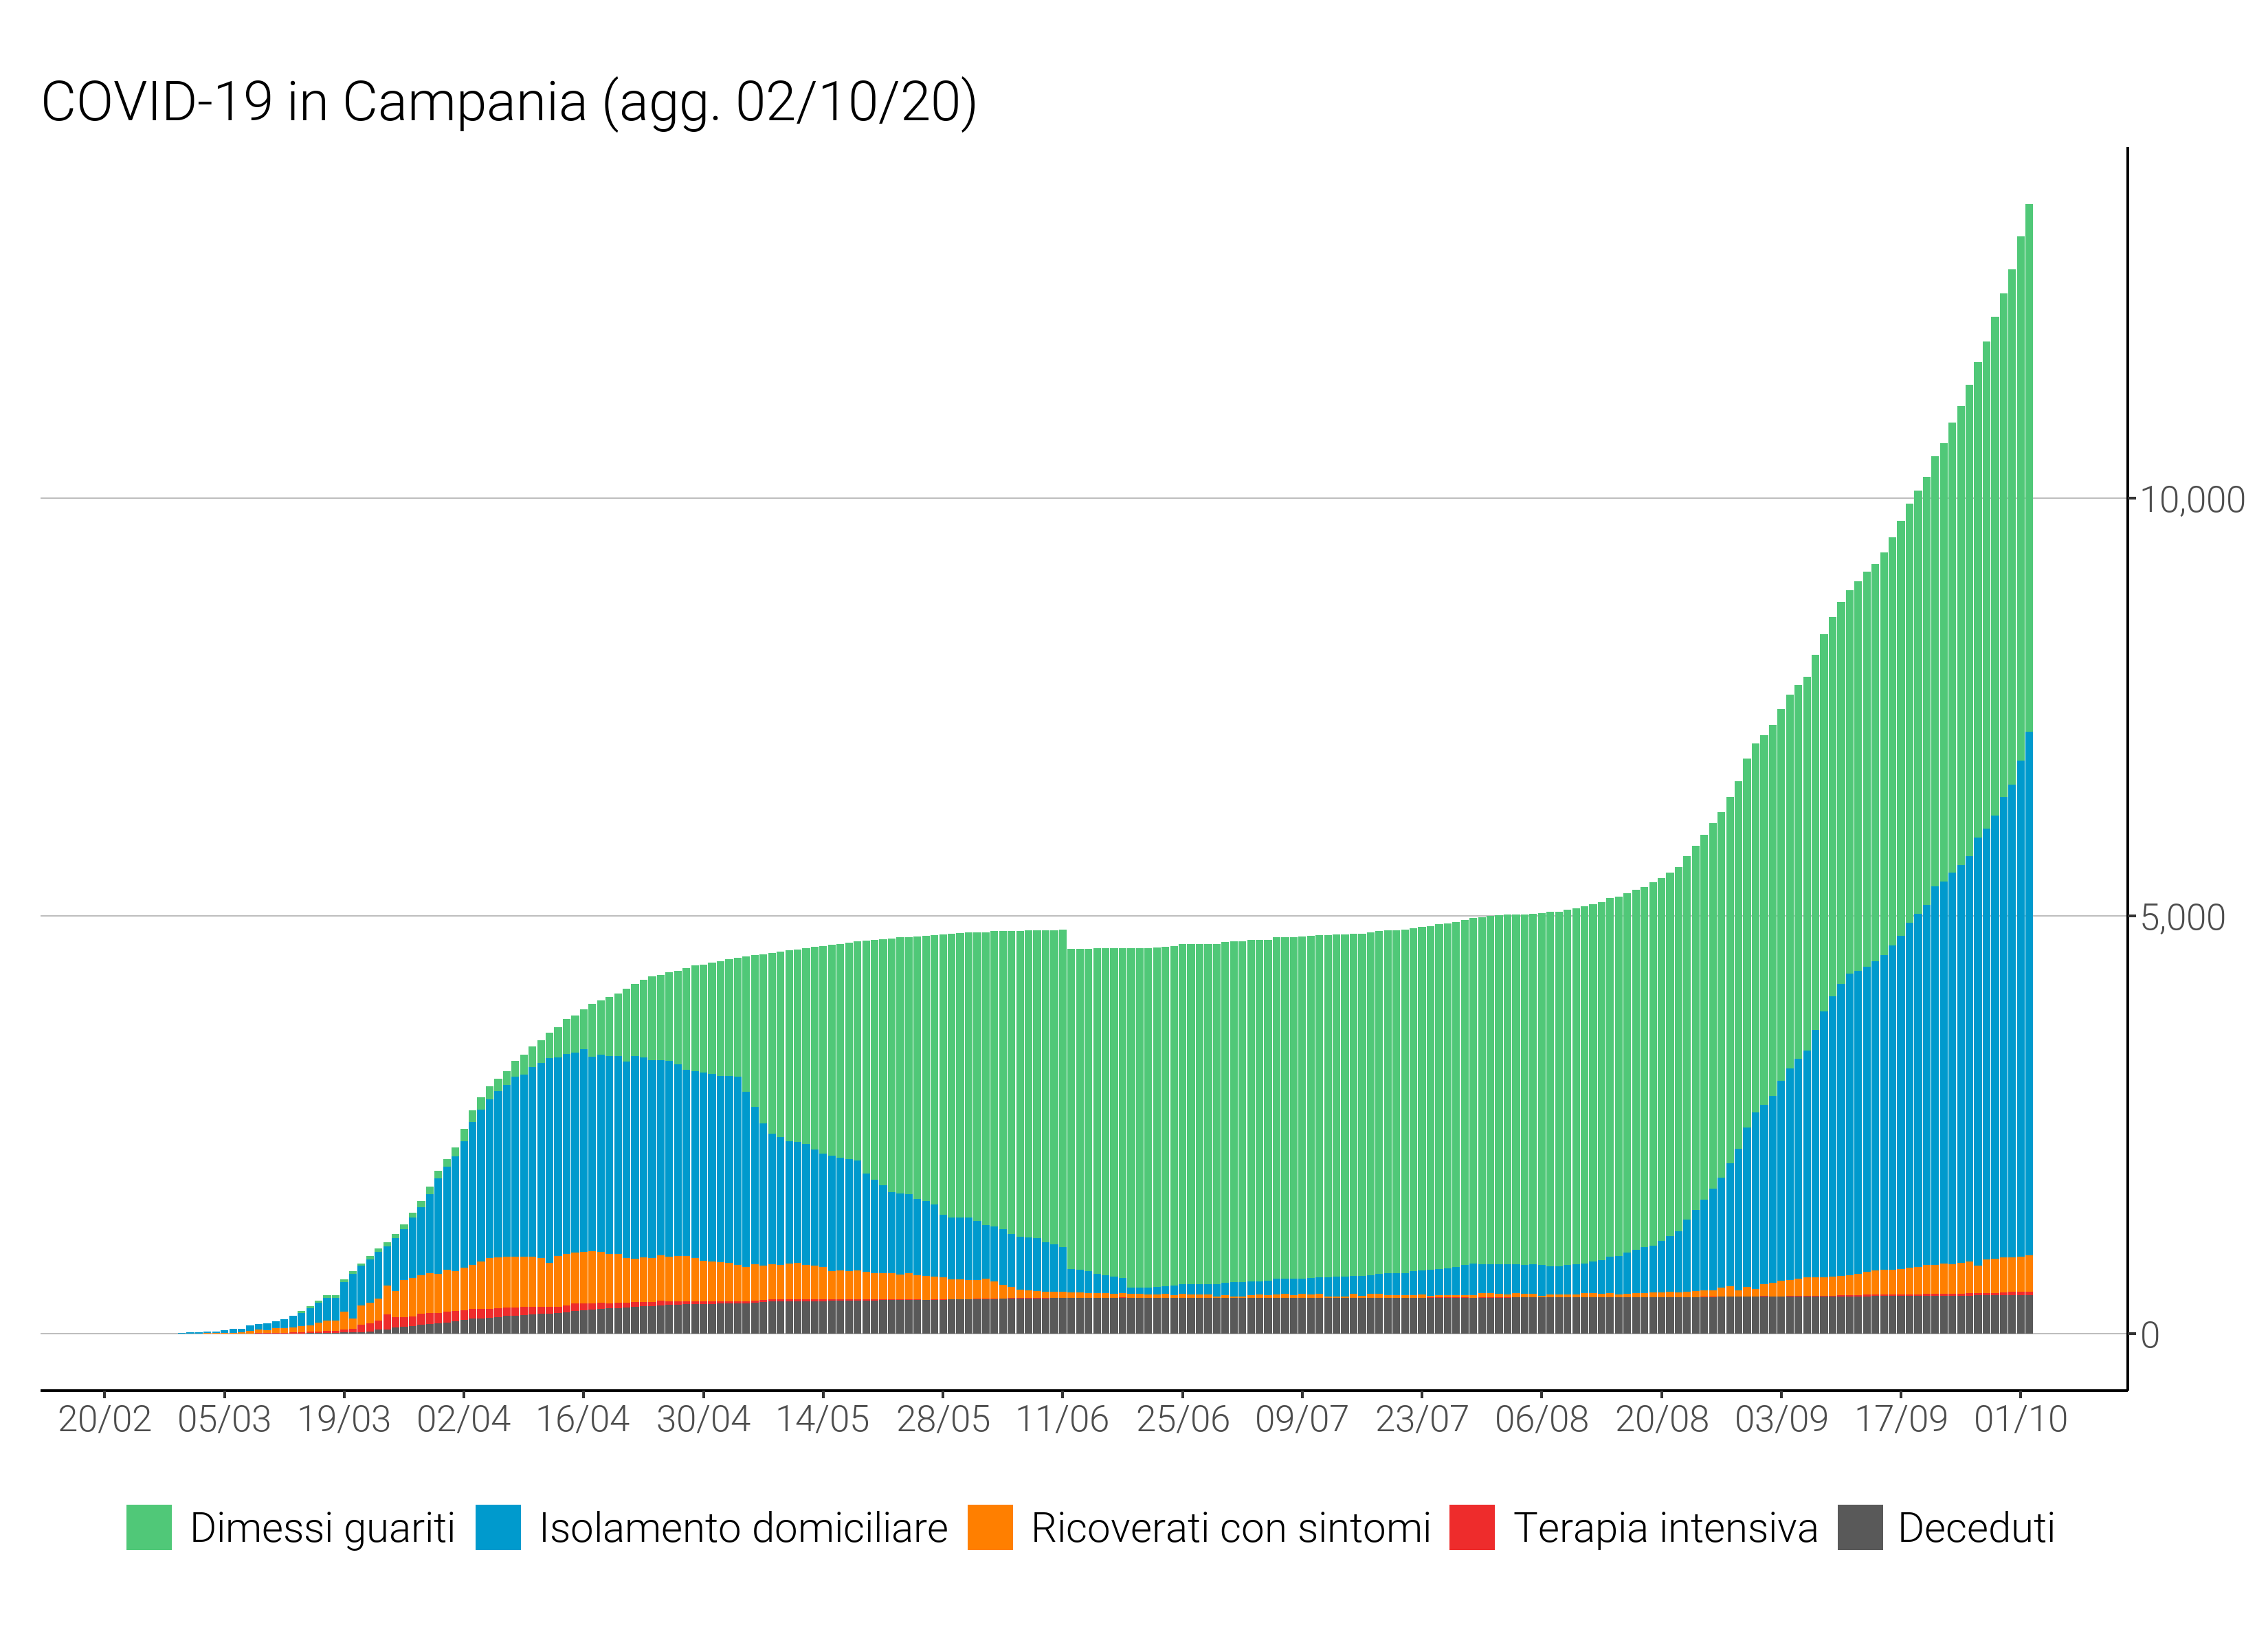 COVID-19 in Campania (agg. 02/10/20)
10,000
5,000
0
20/02 05/03 19/03 02/04 16/04 30/04 14/05 28/05 11/06 25/06 09/07 23/07 06/08 20/08 03/09 17/09 01/10
Dimessi guariti Isolamento domiciliare Ricoverati con sintomi Terapia intensiva Deceduti